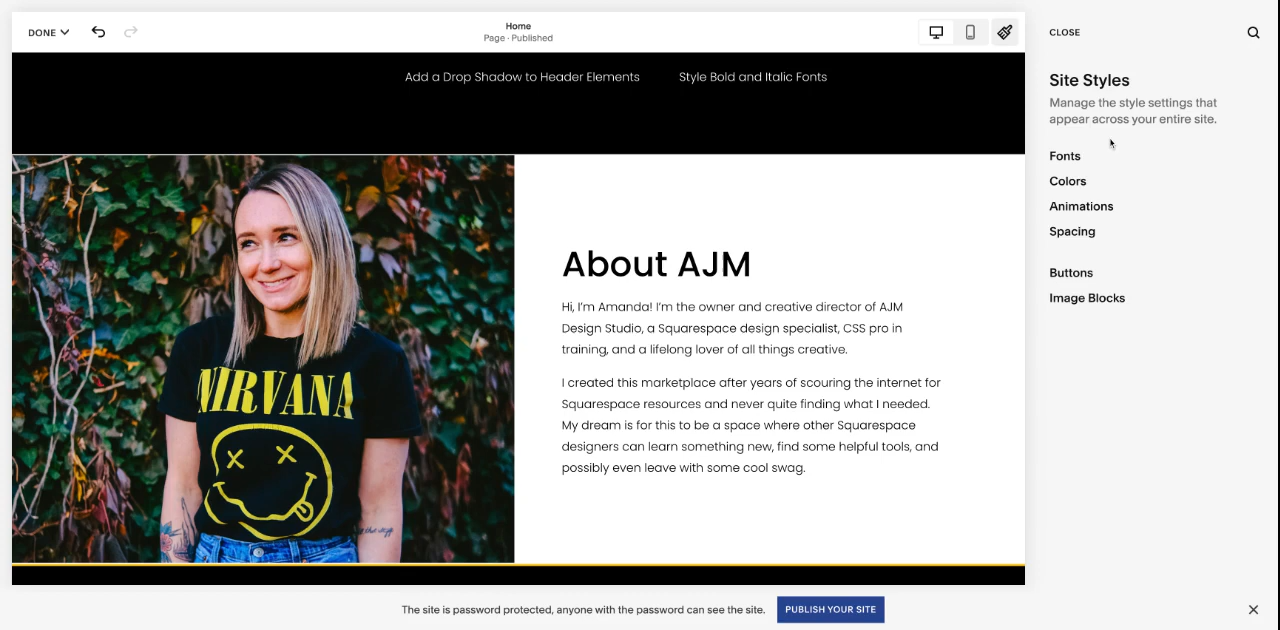 DONE
Home
Page · Published
CLOSE
Add a Drop Shadow to Header Elements
Style Bold and Italic Fonts
Site Styles
Manage the style settings that
appear across your entire site.
Fonts
Colors
Animations
Spacing
Buttons
Image Blocks
NIRVANA
About AJM
Hi, I'm Amanda! I'm the owner and creative director of AJM
Design Studio, a Squarespace design specialist, CSS pro in
training, and a lifelong lover of all things creative.
I created this marketplace after years of scouring the internet for
Squarespace resources and never quite finding what I needed.
My dream is for this to be a space where other Squarespace
designers can learn something new, find some helpful tools, and
possibly even leave with some cool swag.
The site is password protected, anyone with the password can see the site.
PUBLISH YOUR SITE